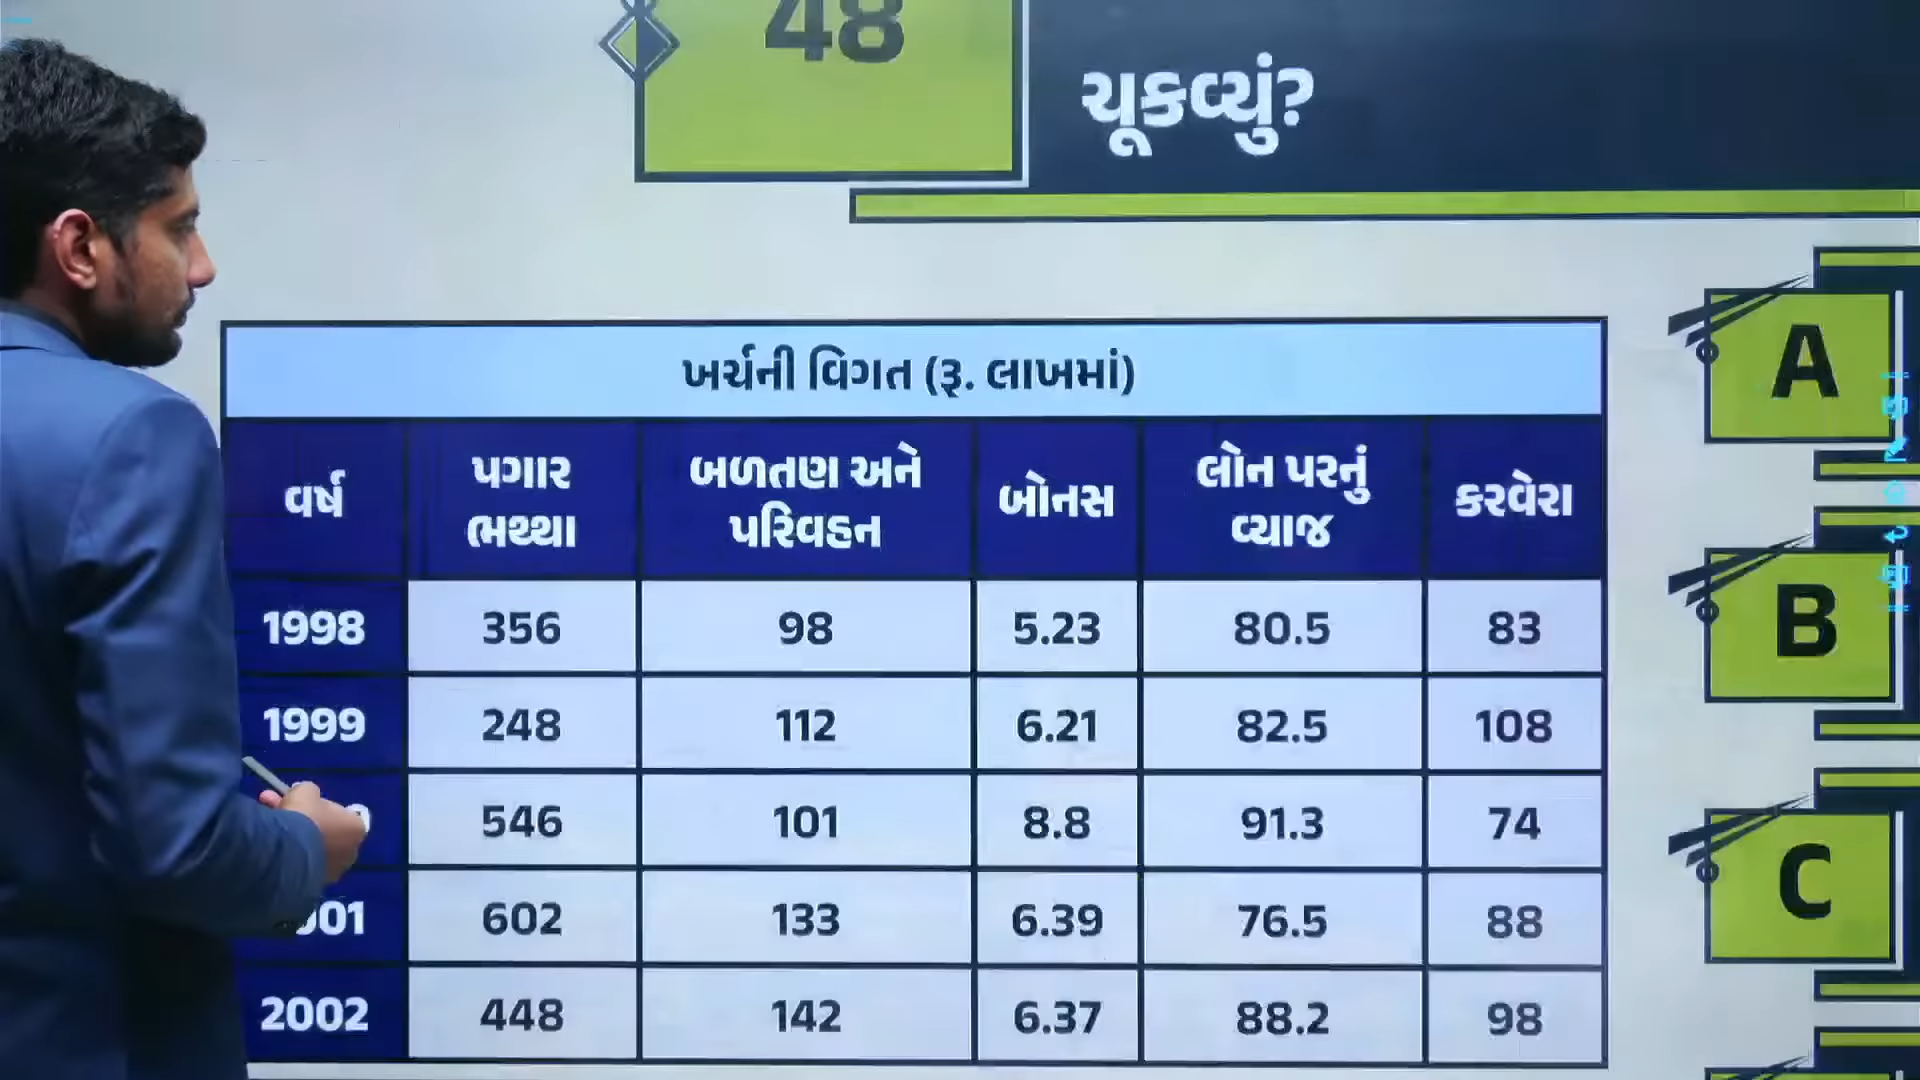 48
ચૂકવ્યું?
ખર્ચની વિગત (રૂ. લાખમાં)
વર્ષ પગાર ભથ્થા બળતણ અને પરિવહન બોનસ લોન પરનું વ્યાજ કરવેરા
1998 356 98 5.23 80.5 83
1999 248 112 6.21 82.5 108
546 101 8.8 91.3 74
001 602 133 6.39 76.5 88
2002 448 142 6.37 88.2 98
A
B
C